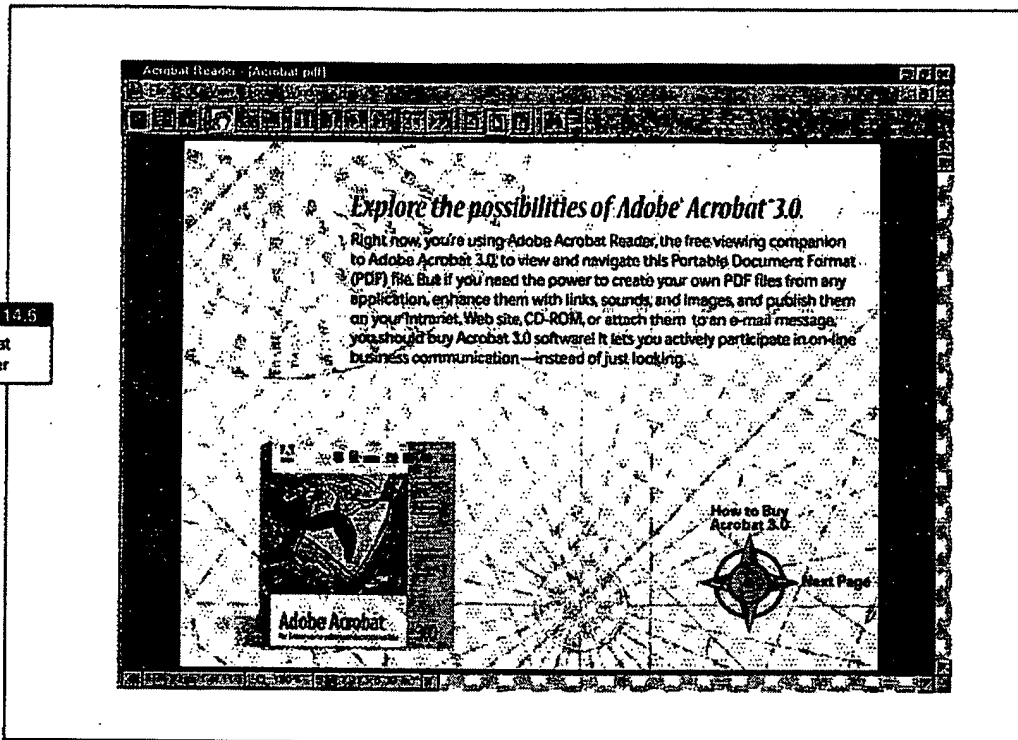 Acrobat Reader - [Acrobat.pdf]
Explore the possibilities of Adobe Acrobat 3.0.
Right now, you're using Adobe Acrobat Reader, the free viewing companion
to Adobe Acrobat 3.0, to view and navigate this Portable Document Format
(PDF) file. But if you need the power to create your own PDF files from any
application, enhance them with links, sounds, and images, and publish them
on your Intranet, Web site, CD-ROM, or attach them to an e-mail message,
you should buy Acrobat 3.0 software! It lets you actively participate in on-line
business communication—instead of just looking.
14.5
at
er
How to Buy
Acrobat 3.0
Next Page
Adobe Acrobat